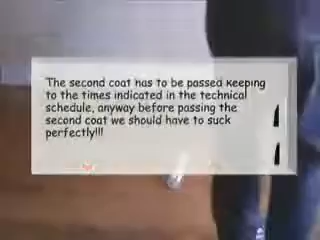 The second coat has to be passed keeping
to the times indicated in the technical
schedule, anyway before passing the
second coat we should have to suck
perfectly!!!